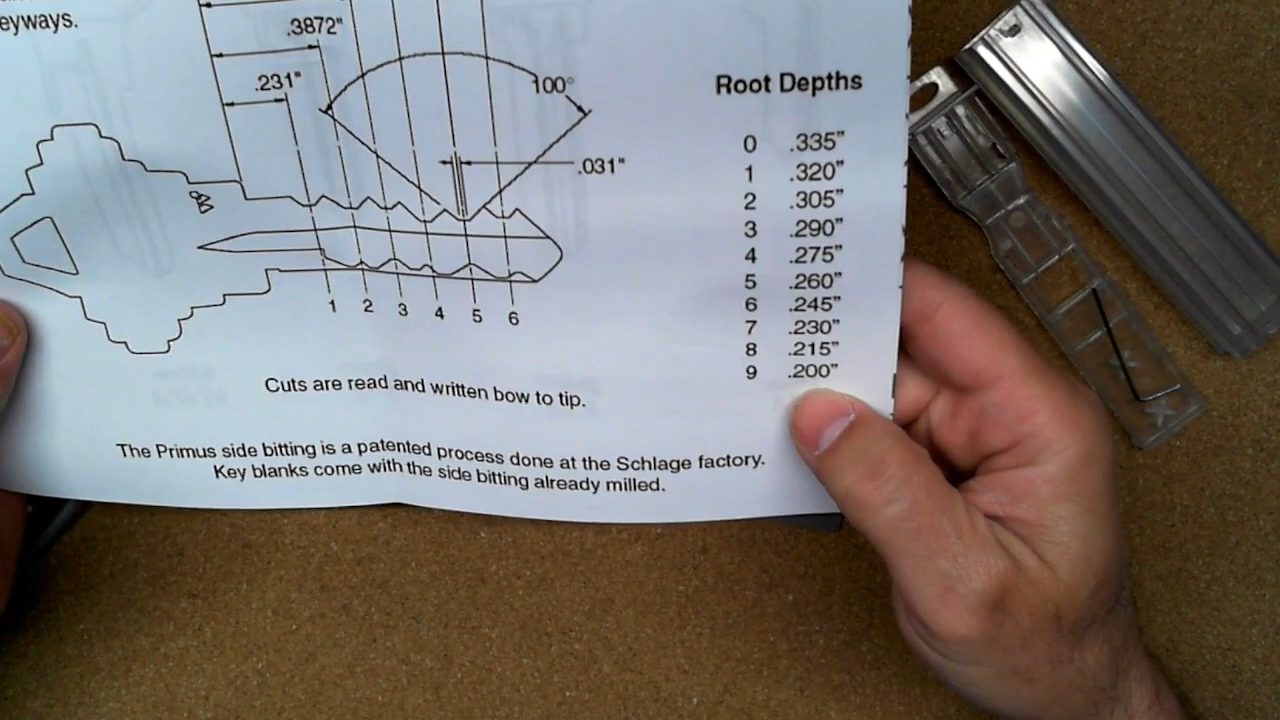 eyways.
.3872"
.231"
100°
.031"
1 2 3 4 5 6
Cuts are read and written bow to tip.
The Primus side bitting is a patented process done at the Schlage factory.
Key blanks come with the side bitting already milled.
Root Depths
0 .335”
1 .320”
2 .305”
3 .290”
4 .275”
5 .260”
6 .245”
7 .230”
8 .215”
9 .200”